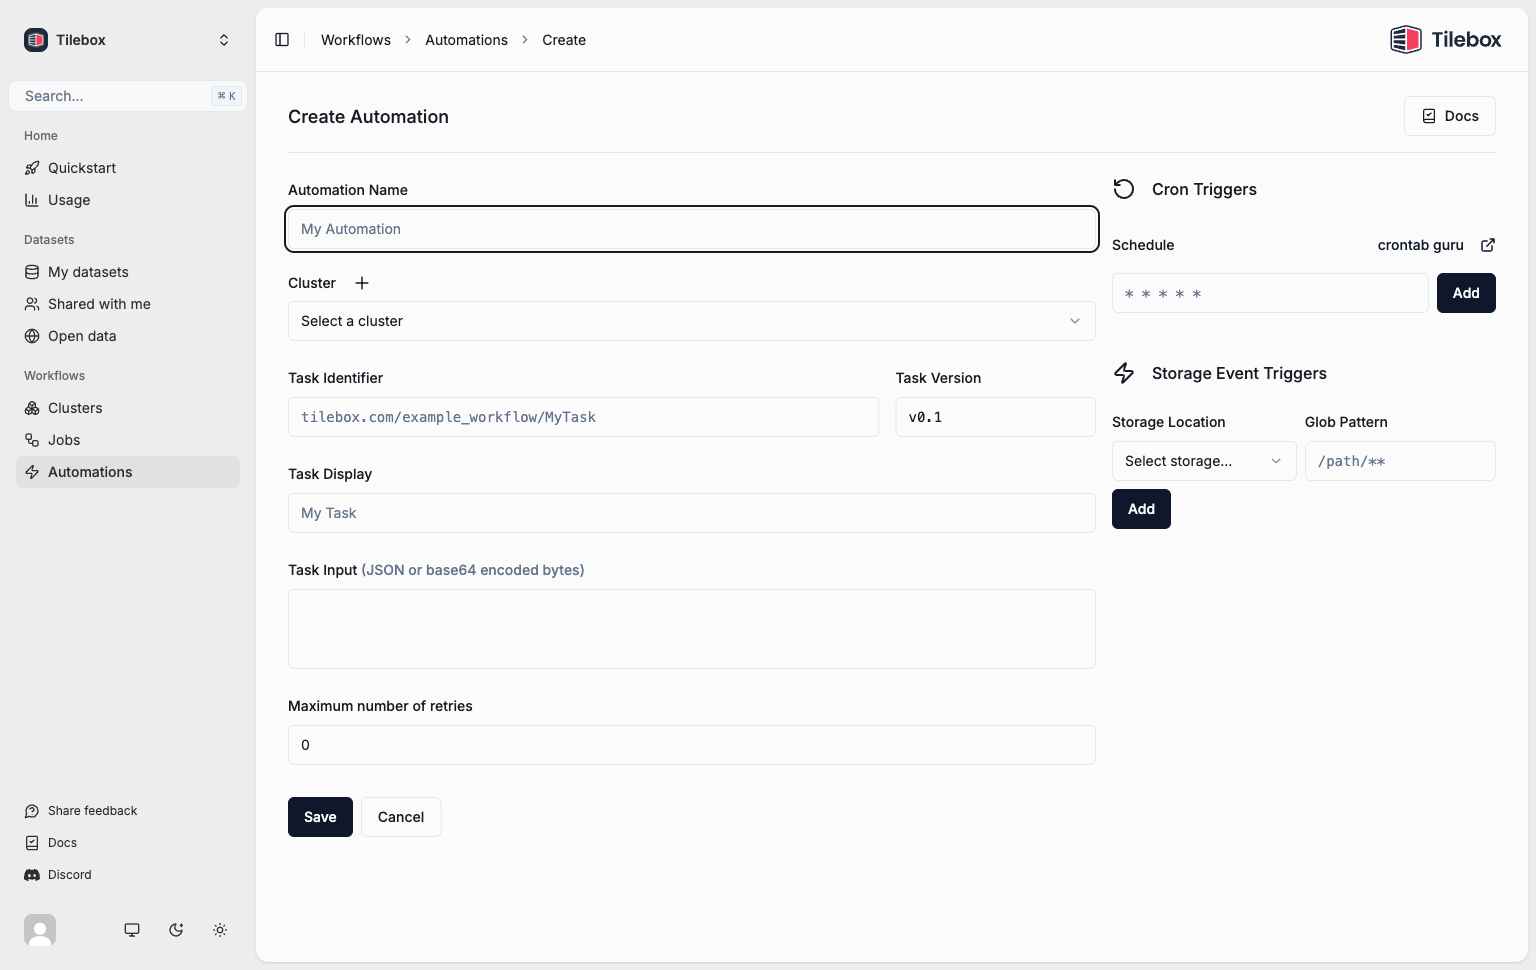 Tilebox
Search...
⌘ K
Home
Quickstart
Usage
Datasets
My datasets
Shared with me
Open data
Workflows
Clusters
Jobs
Automations
Share feedback
Docs
Discord
Workflows > Automations > Create
Tilebox
Create Automation
Docs
Automation Name
My Automation
Cluster +
Select a cluster
Task Identifier
tilebox.com/example_workflow/MyTask
Task Version
v0.1
Task Display
My Task
Task Input (JSON or base64 encoded bytes)
Maximum number of retries
0
Save
Cancel
Cron Triggers
Schedule
crontab guru
* * * * *
Add
Storage Event Triggers
Storage Location
Select storage...
Glob Pattern
/path/**
Add